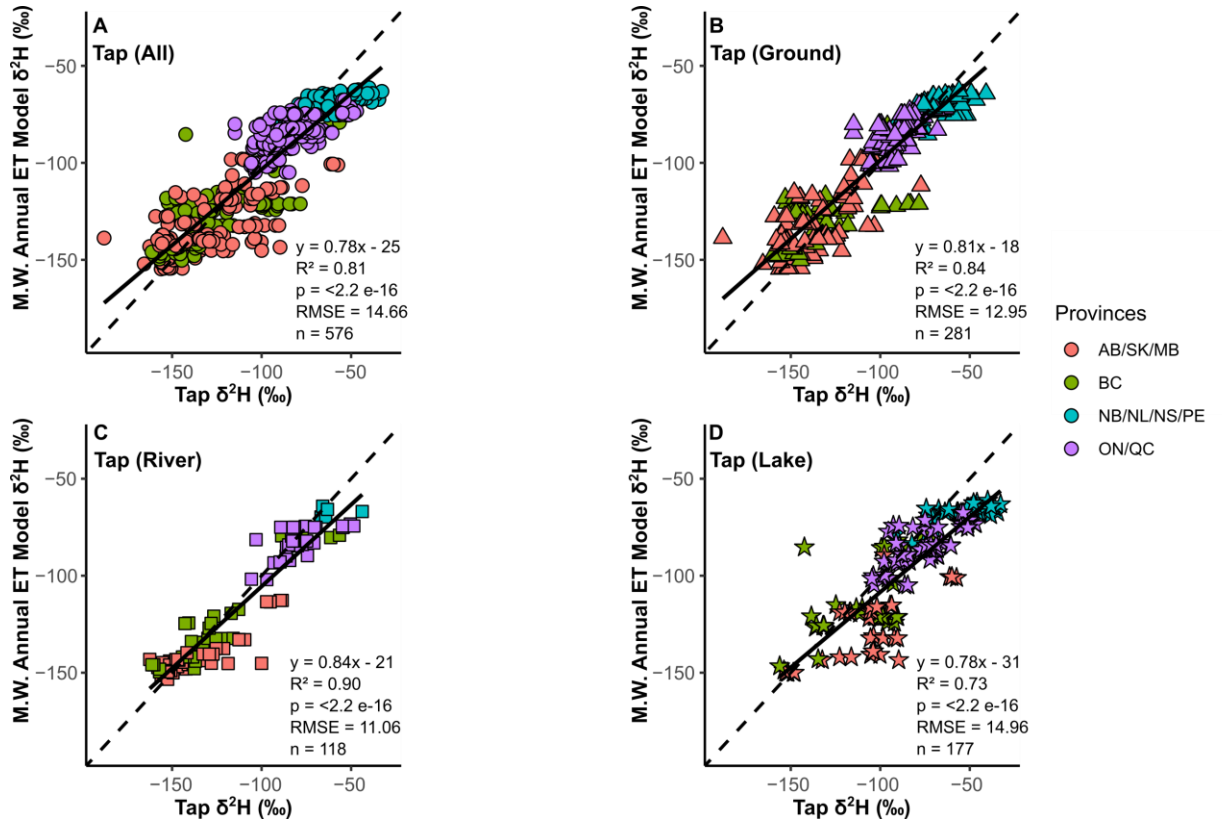 A
Tap (All)
M.W. Annual ET Model δ²H (‰)
−50
−100
−150
y = 0.78x - 25
R² = 0.81
p = <2.2 e-16
RMSE = 14.66
n = 576
−150 −100 −50
Tap δ²H (‰)
B
Tap (Ground)
M.W. Annual ET Model δ²H (‰)
−50
−100
−150
y = 0.81x - 18
R² = 0.84
p = <2.2 e-16
RMSE = 12.95
n = 281
−150 −100 −50
Tap δ²H (‰)
Provinces
AB/SK/MB
BC
NB/NL/NS/PE
ON/QC
C
Tap (River)
M.W. Annual ET Model δ²H (‰)
−50
−100
−150
y = 0.84x - 21
R² = 0.90
p = <2.2 e-16
RMSE = 11.06
n = 118
−150 −100 −50
Tap δ²H (‰)
D
Tap (Lake)
M.W. Annual ET Model δ²H (‰)
−50
−100
−150
y = 0.78x - 31
R² = 0.73
p = <2.2 e-16
RMSE = 14.96
n = 177
−150 −100 −50
Tap δ²H (‰)